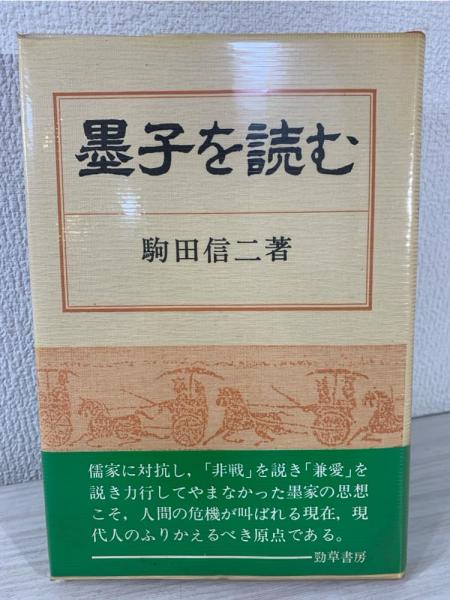 墨子を読む
駒田信二著
儒家に対抗し,「非戦」を説き「兼愛」を
説き力行してやまなかった墨家の思想
こそ,人間の危機が叫ばれる現在,現
代人のふりかえるべき原点である。
勁草書房